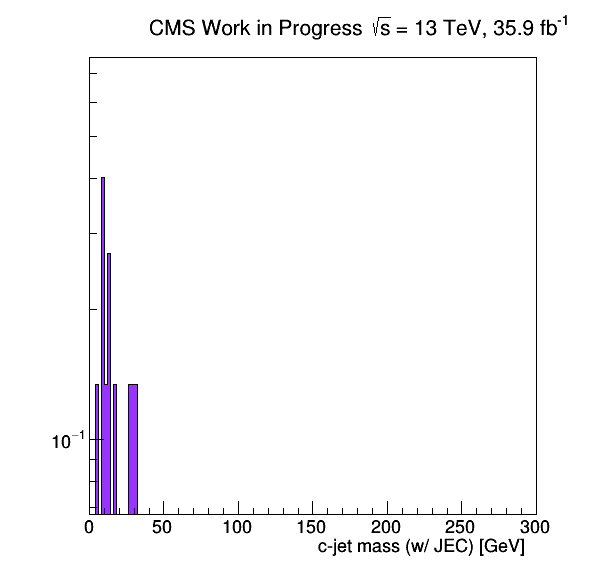 CMS Work in Progress √s = 13 TeV, 35.9 fb⁻¹
10⁻¹
0 50 100 150 200 250 300
c-jet mass (w/ JEC) [GeV]